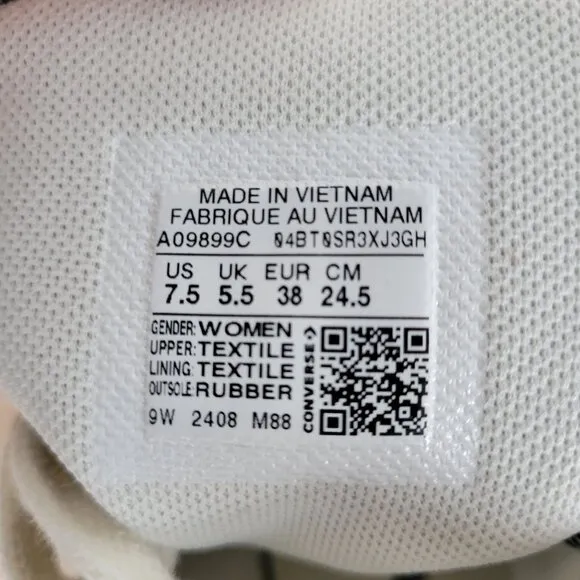 MADE IN VIETNAM
FABRIQUE AU VIETNAM
A09899C 04BT0SR3XJ3GH
US UK EUR CM
7.5 5.5 38 24.5
GENDER: WOMEN
UPPER: TEXTILE
LINING: TEXTILE
OUTSOLE: RUBBER
CONVERSE
9W 2408 M88